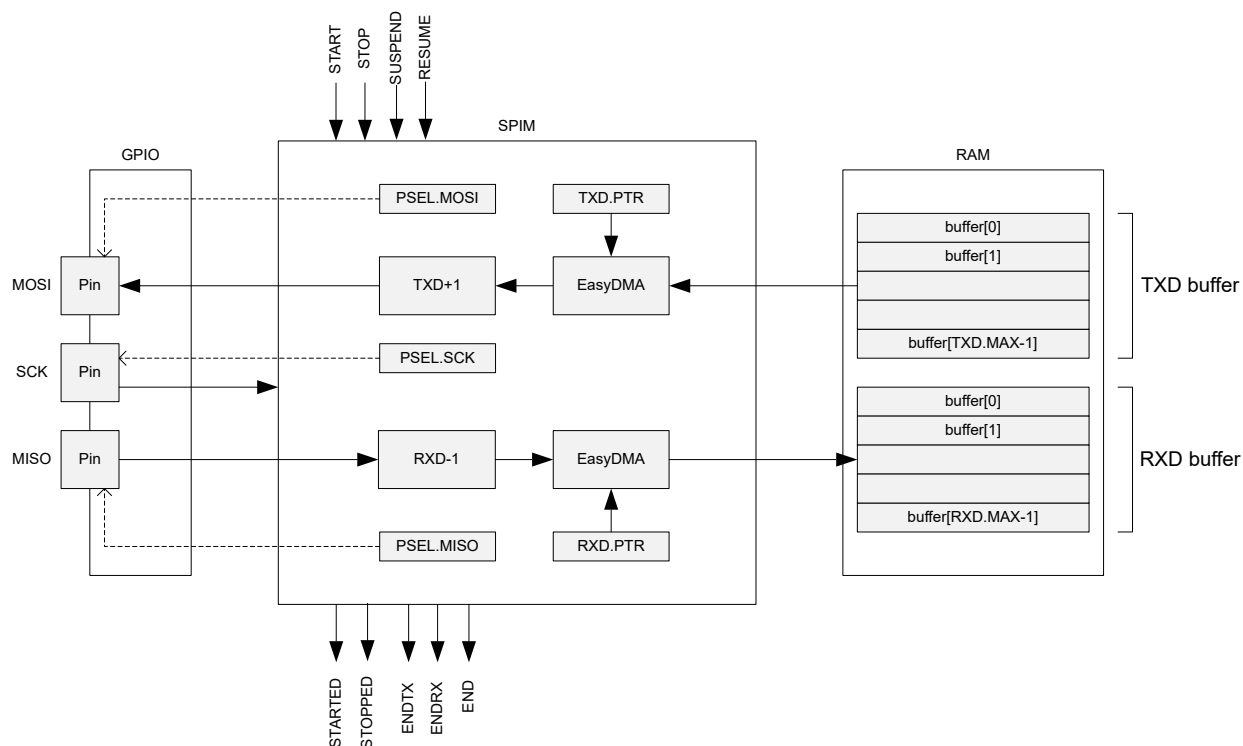 START
STOP
SUSPEND
RESUME
SPIM
GPIO
RAM
PSEL.MOSI
TXD.PTR
buffer[0]
buffer[1]
buffer[TXD.MAX-1]
TXD buffer
MOSI
Pin
TXD+1
EasyDMA
SCK
Pin
PSEL.SCK
MISO
Pin
RXD-1
EasyDMA
buffer[0]
buffer[1]
buffer[RXD.MAX-1]
RXD buffer
PSEL.MISO
RXD.PTR
STARTED
STOPPED
ENDTX
ENDRX
END